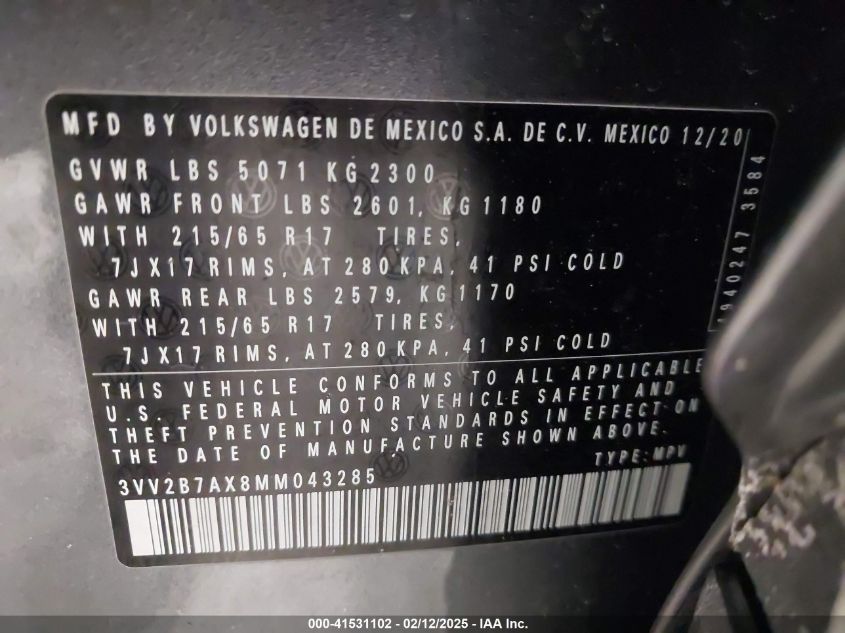 MFD BY VOLKSWAGEN DE MEXICO S.A. DE C.V. MEXICO 12/20
GVWR LBS 5071 KG 2300
GAWR FRONT LBS 2601, KG 1180
WITH 215/65 R17 TIRES,
7JX17 RIMS, AT 280 KPA, 41 PSI COLD
GAWR REAR LBS 2579, KG 1170
WITH 215/65 R17 TIRES,
7JX17 RIMS, AT 280 KPA, 41 PSI COLD
THIS VEHICLE CONFORMS TO ALL APPLICABLE
U.S. FEDERAL MOTOR VEHICLE SAFETY AND
THEFT PREVENTION STANDARDS IN EFFECT ON
THE DATE OF MANUFACTURE SHOWN ABOVE.
TYPE: MPV
3VV2B7AX8MM043285
1940247 3584
000-41531102 - 02/12/2025 - IAA Inc.